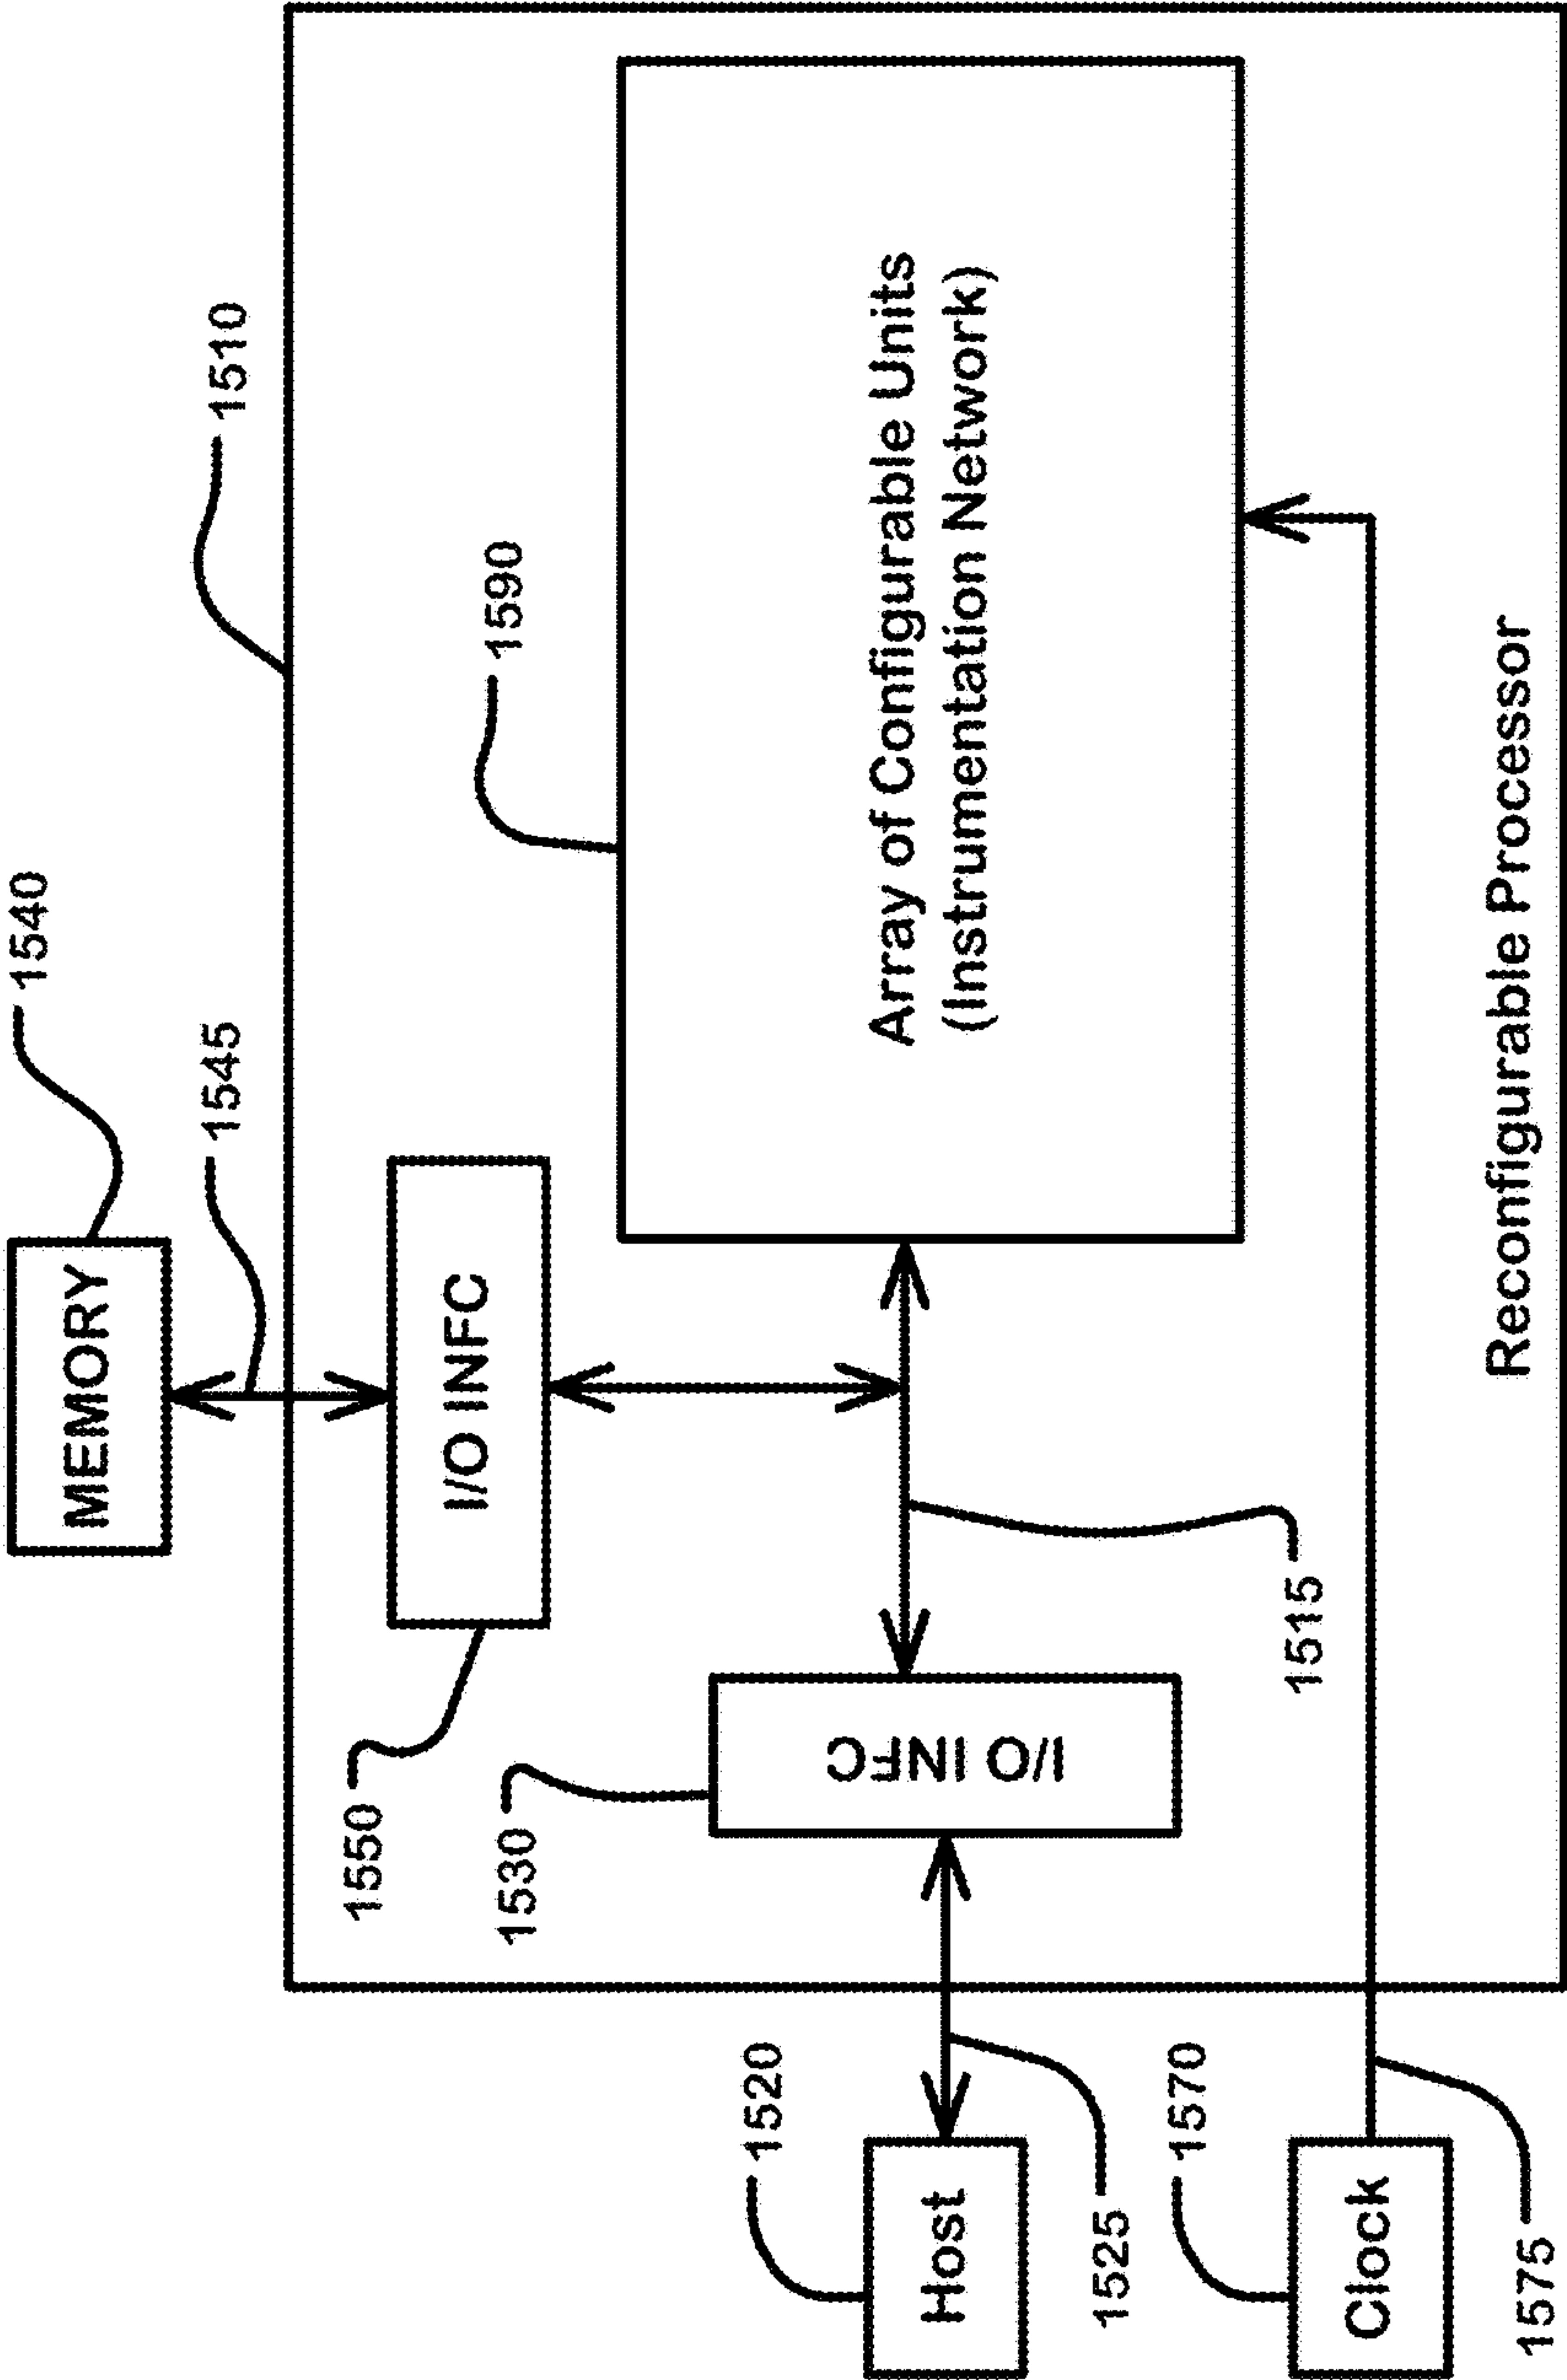 MEMORY
1540
1545
1510
1550
I/O INFC
1590
1530
I/O INFC
Array of Configurable Units
(Instrumentation Network)
1520
Host
1525
1515
1570
Clock
1575
Reconfigurable Processor